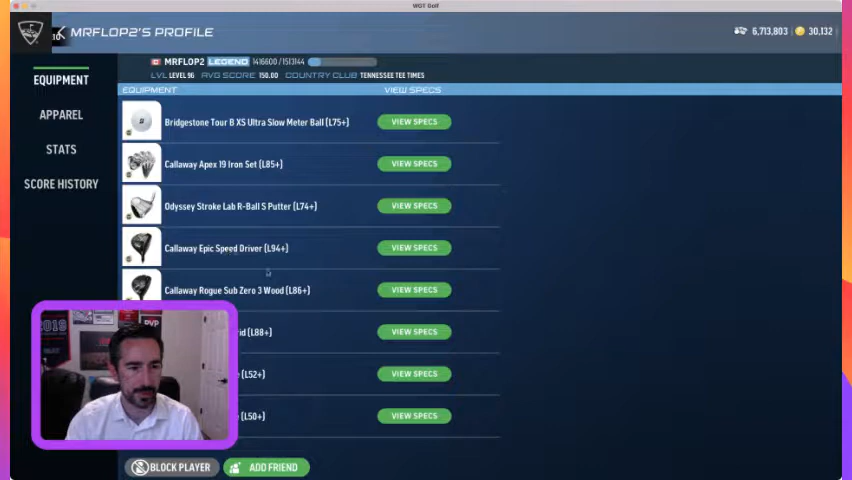 WGT Golf
MRFLOP2'S PROFILE
6,713,803 | 30,132
MRFLOP2 LEGEND 1416600 / 1513144
LVL LEVEL 96 AVG SCORE 150.00 COUNTRY CLUB TENNESSEE TEE TIMES
EQUIPMENT
APPAREL
STATS
SCORE HISTORY
EQUIPMENT VIEW SPECS
Bridgestone Tour B XS Ultra Slow Meter Ball (L75+) VIEW SPECS
Callaway Apex 19 Iron Set (L85+) VIEW SPECS
Odyssey Stroke Lab R-Ball S Putter (L74+) VIEW SPECS
Callaway Epic Speed Driver (L94+) VIEW SPECS
Callaway Rogue Sub Zero 3 Wood (L86+) VIEW SPECS
(L88+) VIEW SPECS
(L52+) VIEW SPECS
(L50+) VIEW SPECS
2019
MVP
BLOCK PLAYER ADD FRIEND